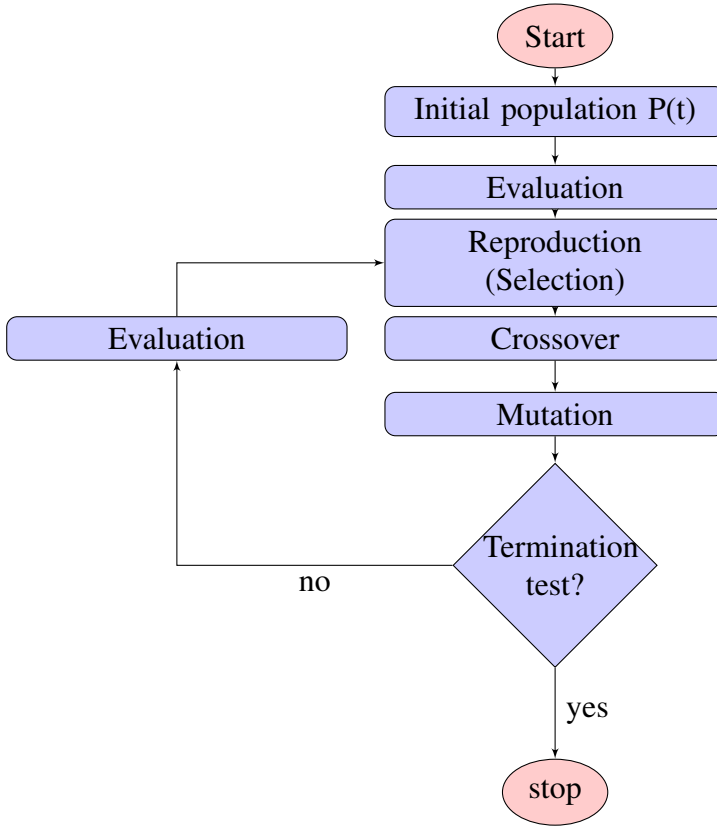 Start
Initial population P(t)
Evaluation
Reproduction
(Selection)
Evaluation
Crossover
Mutation
Termination
test?
no
yes
stop